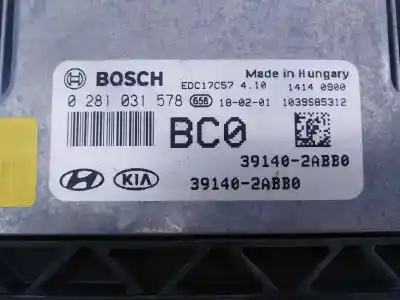 BOSCH EDC17C57 4.10 Made in Hungary
1414 0900
0 281 031 578 656 18-02-01 1039S85312
BC0
39140-2ABB0
KIA 39140-2ABB0